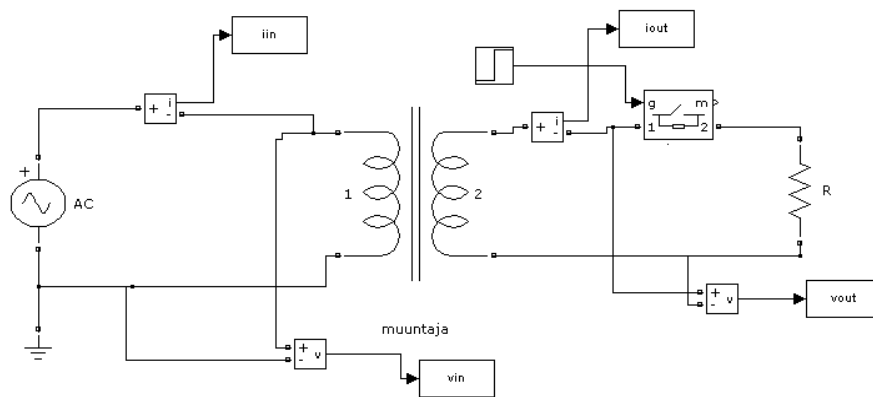 iin
iout
i
+
-
i
+
-
g
m
1
2
+
AC
1
2
R
+
-
v
vout
muuntaja
+
-
v
vin